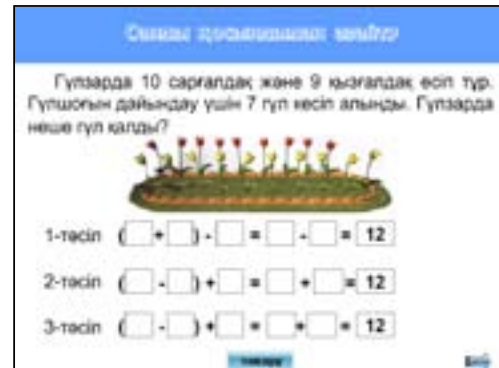 Гүлзарда 10 сарғалдақ және 9 қызғалдақ өсіп тұр.
Гүлшоғын дайындау үшін 7 гүл кесіп алынды. Гүлзарда
неше гүл қалды?
1-тәсіл ( + ) - = - = 12
2-тәсіл ( - ) + = + = 12
3-тәсіл ( - ) + = + = 12